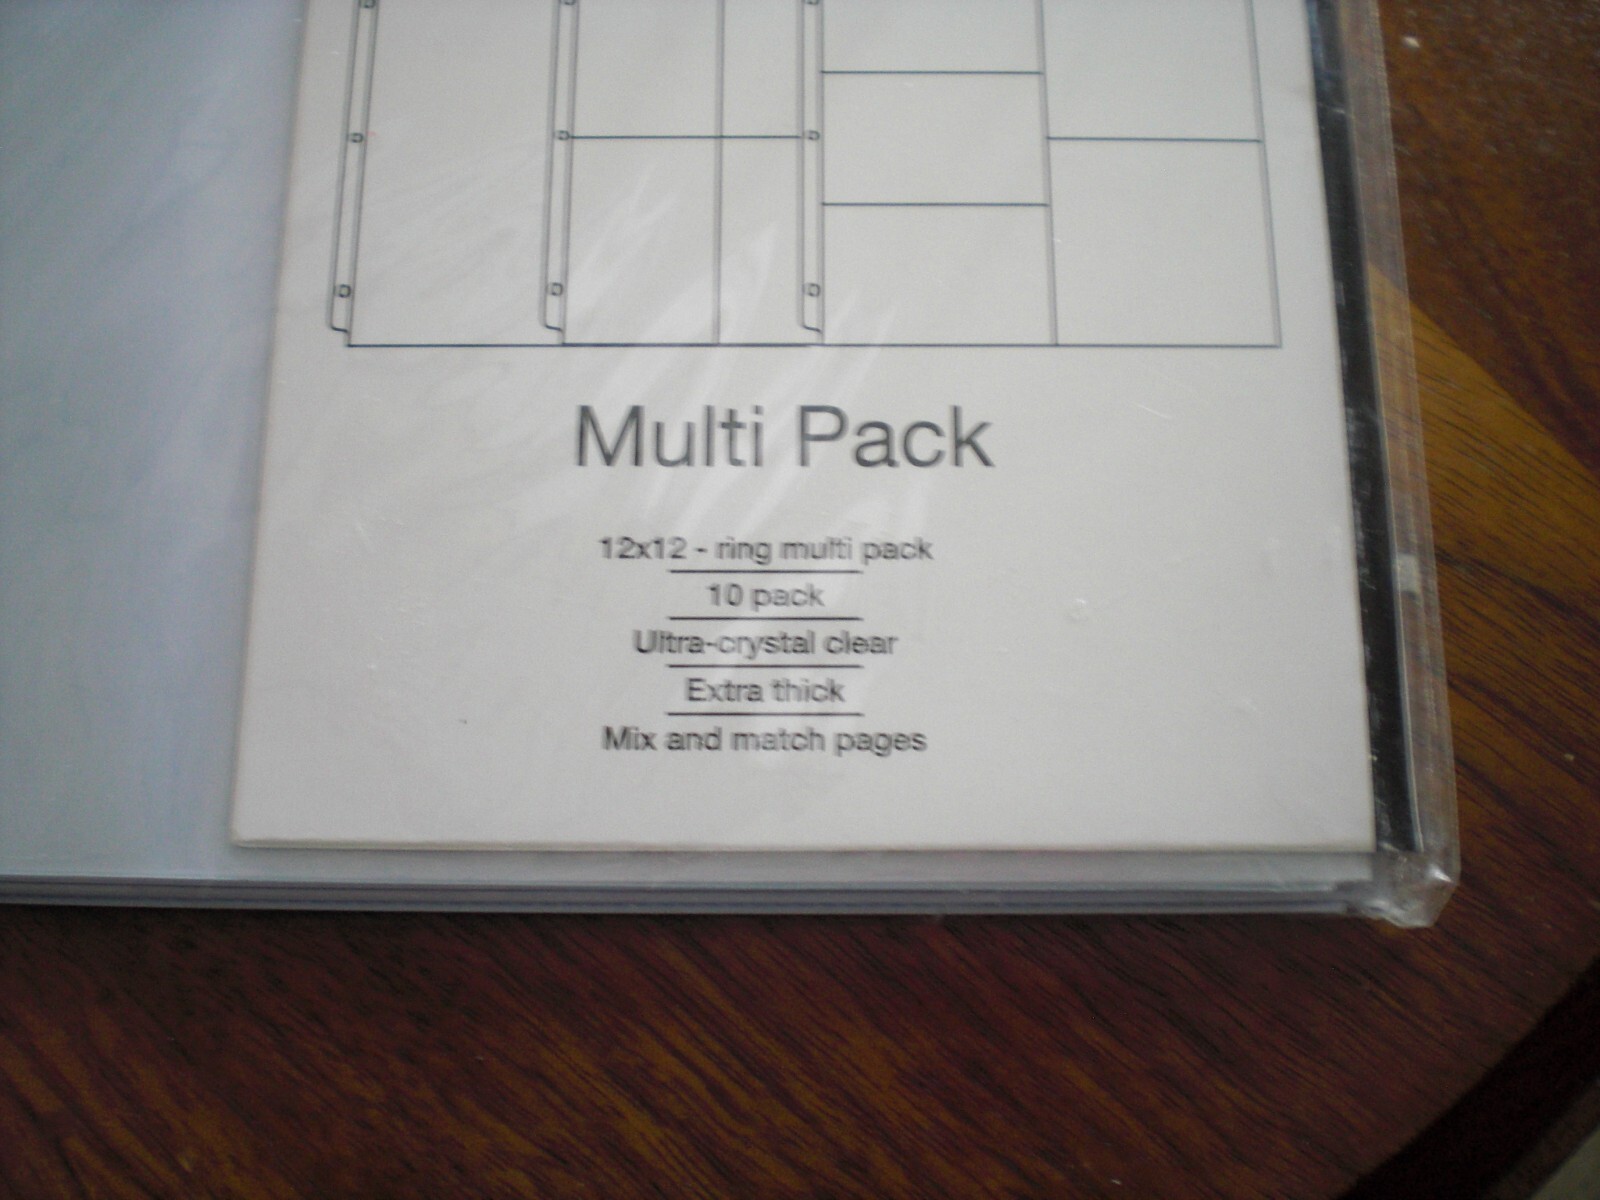 Multi Pack
12x12 - ring multi pack
10 pack
Ultra-crystal clear
Extra thick
Mix and match pages